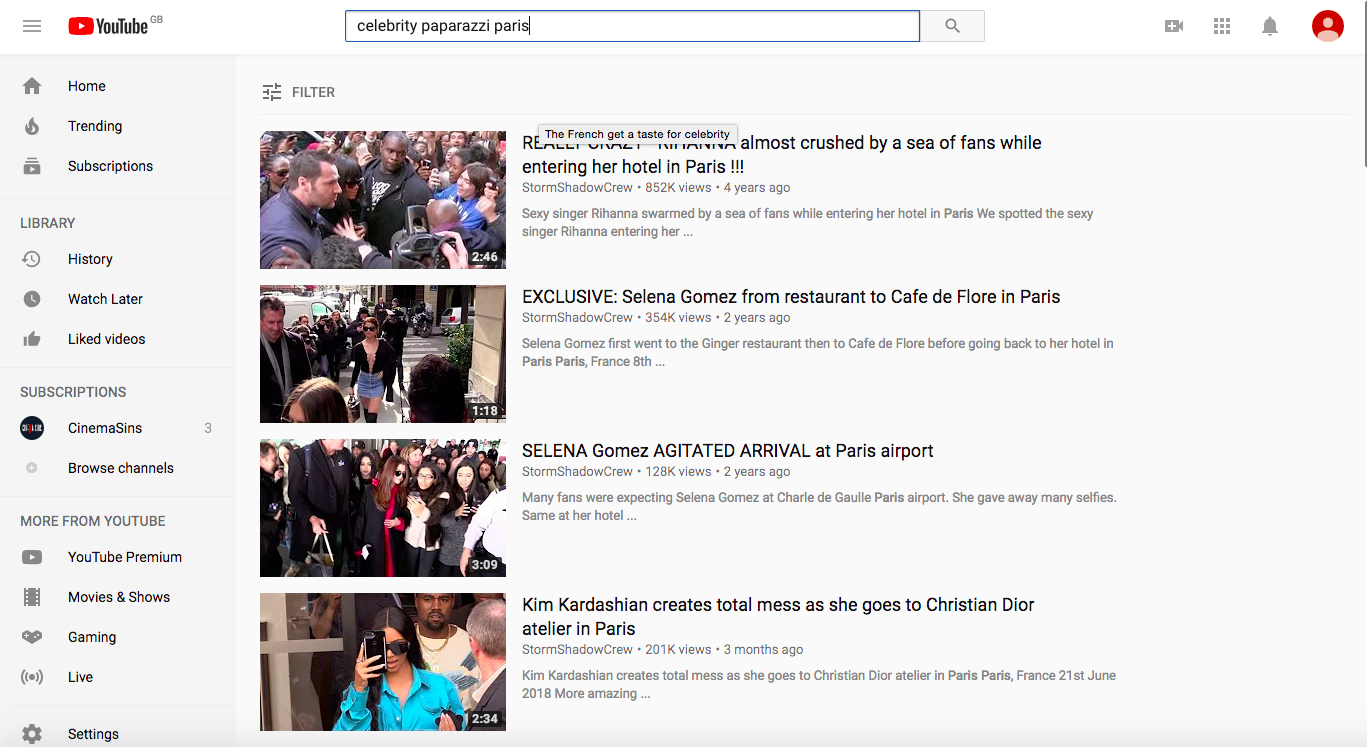 YouTube GB
celebrity paparazzi paris
Home
Trending
Subscriptions
LIBRARY
History
Watch Later
Liked videos
SUBSCRIPTIONS
CinemaSins 3
Browse channels
MORE FROM YOUTUBE
YouTube Premium
Movies & Shows
Gaming
Live
Settings
FILTER
The French get a taste for celebrity
almost crushed by a sea of fans while
entering her hotel in Paris !!!
StormShadowCrew • 852K views • 4 years ago
Sexy singer Rihanna swarmed by a sea of fans while entering her hotel in Paris We spotted the sexy
singer Rihanna entering her ...
2:46
EXCLUSIVE: Selena Gomez from restaurant to Cafe de Flore in Paris
StormShadowCrew • 354K views • 2 years ago
Selena Gomez first went to the Ginger restaurant then to Cafe de Flore before going back to her hotel in
Paris Paris, France 8th ...
1:18
SELENA Gomez AGITATED ARRIVAL at Paris airport
StormShadowCrew • 128K views • 2 years ago
Many fans were expecting Selena Gomez at Charle de Gaulle Paris airport. She gave away many selfies.
Same at her hotel ...
3:09
Kim Kardashian creates total mess as she goes to Christian Dior
atelier in Paris
StormShadowCrew • 201K views • 3 months ago
Kim Kardashian creates total mess as she goes to Christian Dior atelier in Paris Paris, France 21st June
2018 More amazing ...
2:34